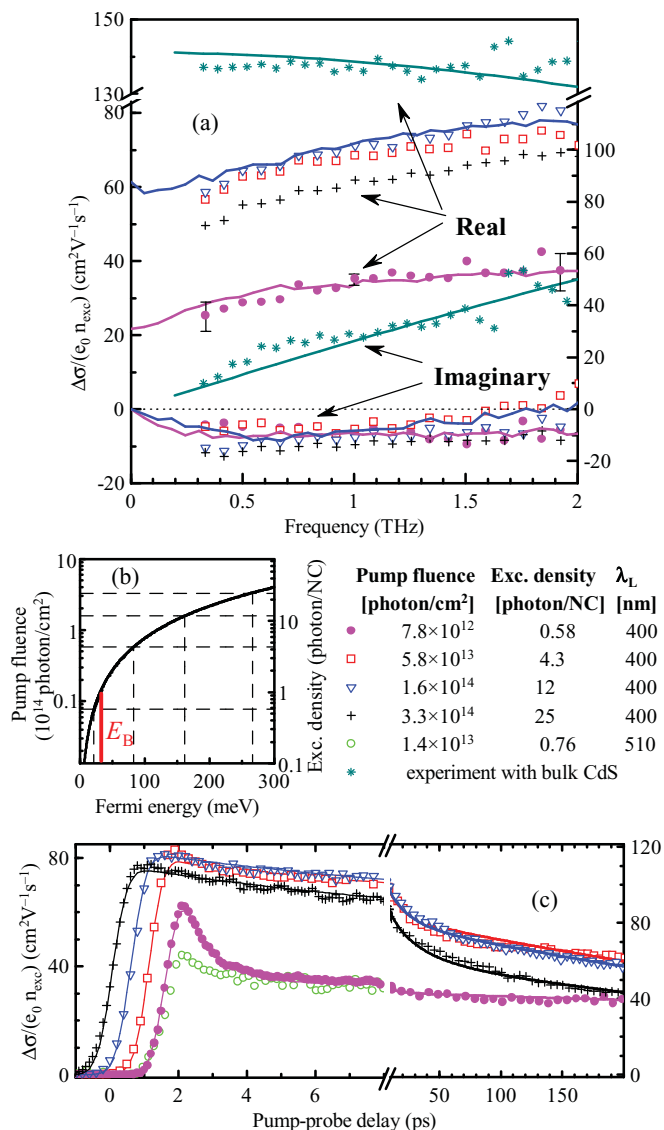 150
130
(a)
80
60
40
20
0
-20
100
80
60
40
20
0
-20
Real
Imaginary
Δσ/(e₀ n_exc) (cm²V⁻¹s⁻¹)
0 0.5 1 1.5 2
Frequency (THz)
(b)
10
1
0.1
10
1
0.1
E_B
Pump fluence
(10¹⁴ photon/cm²)
Exc. density (photon/NC)
0 100 200 300
Fermi energy (meV)
Pump fluence Exc. density λ_L
[photon/cm²] [photon/NC] [nm]
7.8×10¹² 0.58 400
5.8×10¹³ 4.3 400
1.6×10¹⁴ 12 400
3.3×10¹⁴ 25 400
1.4×10¹³ 0.76 510
experiment with bulk CdS
(c)
80
40
0
120
80
40
0
Δσ/(e₀ n_exc) (cm²V⁻¹s⁻¹)
0 2 4 6 50 100 150
Pump-probe delay (ps)